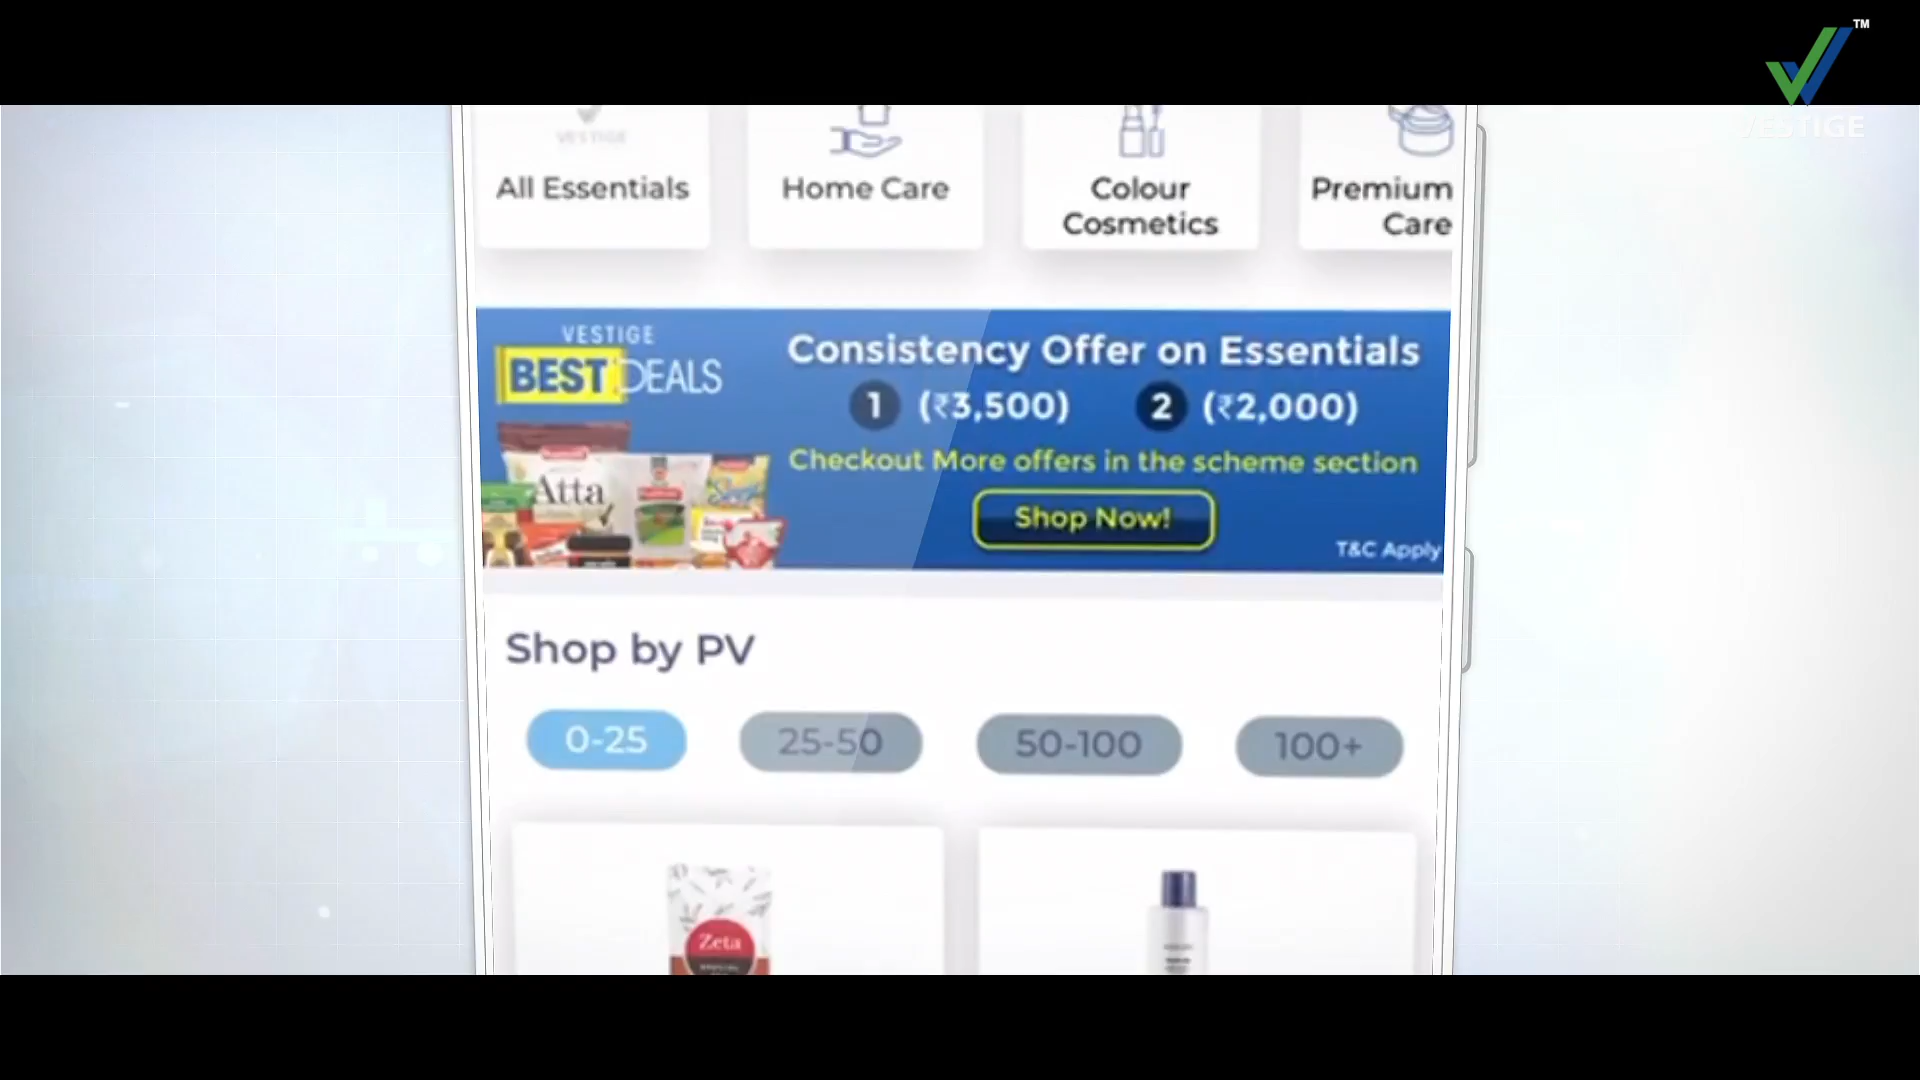 TM
VESTIGE
VESTIGE
All Essentials
Home Care
Colour
Cosmetics
Premium
Care
VESTIGE
BEST DEALS
Consistency Offer on Essentials
1 (₹3,500) 2 (₹2,000)
Checkout More offers in the scheme section
Shop Now!
T&C Apply
Atta
Shop by PV
0-25
25-50
50-100
100+
Zeta